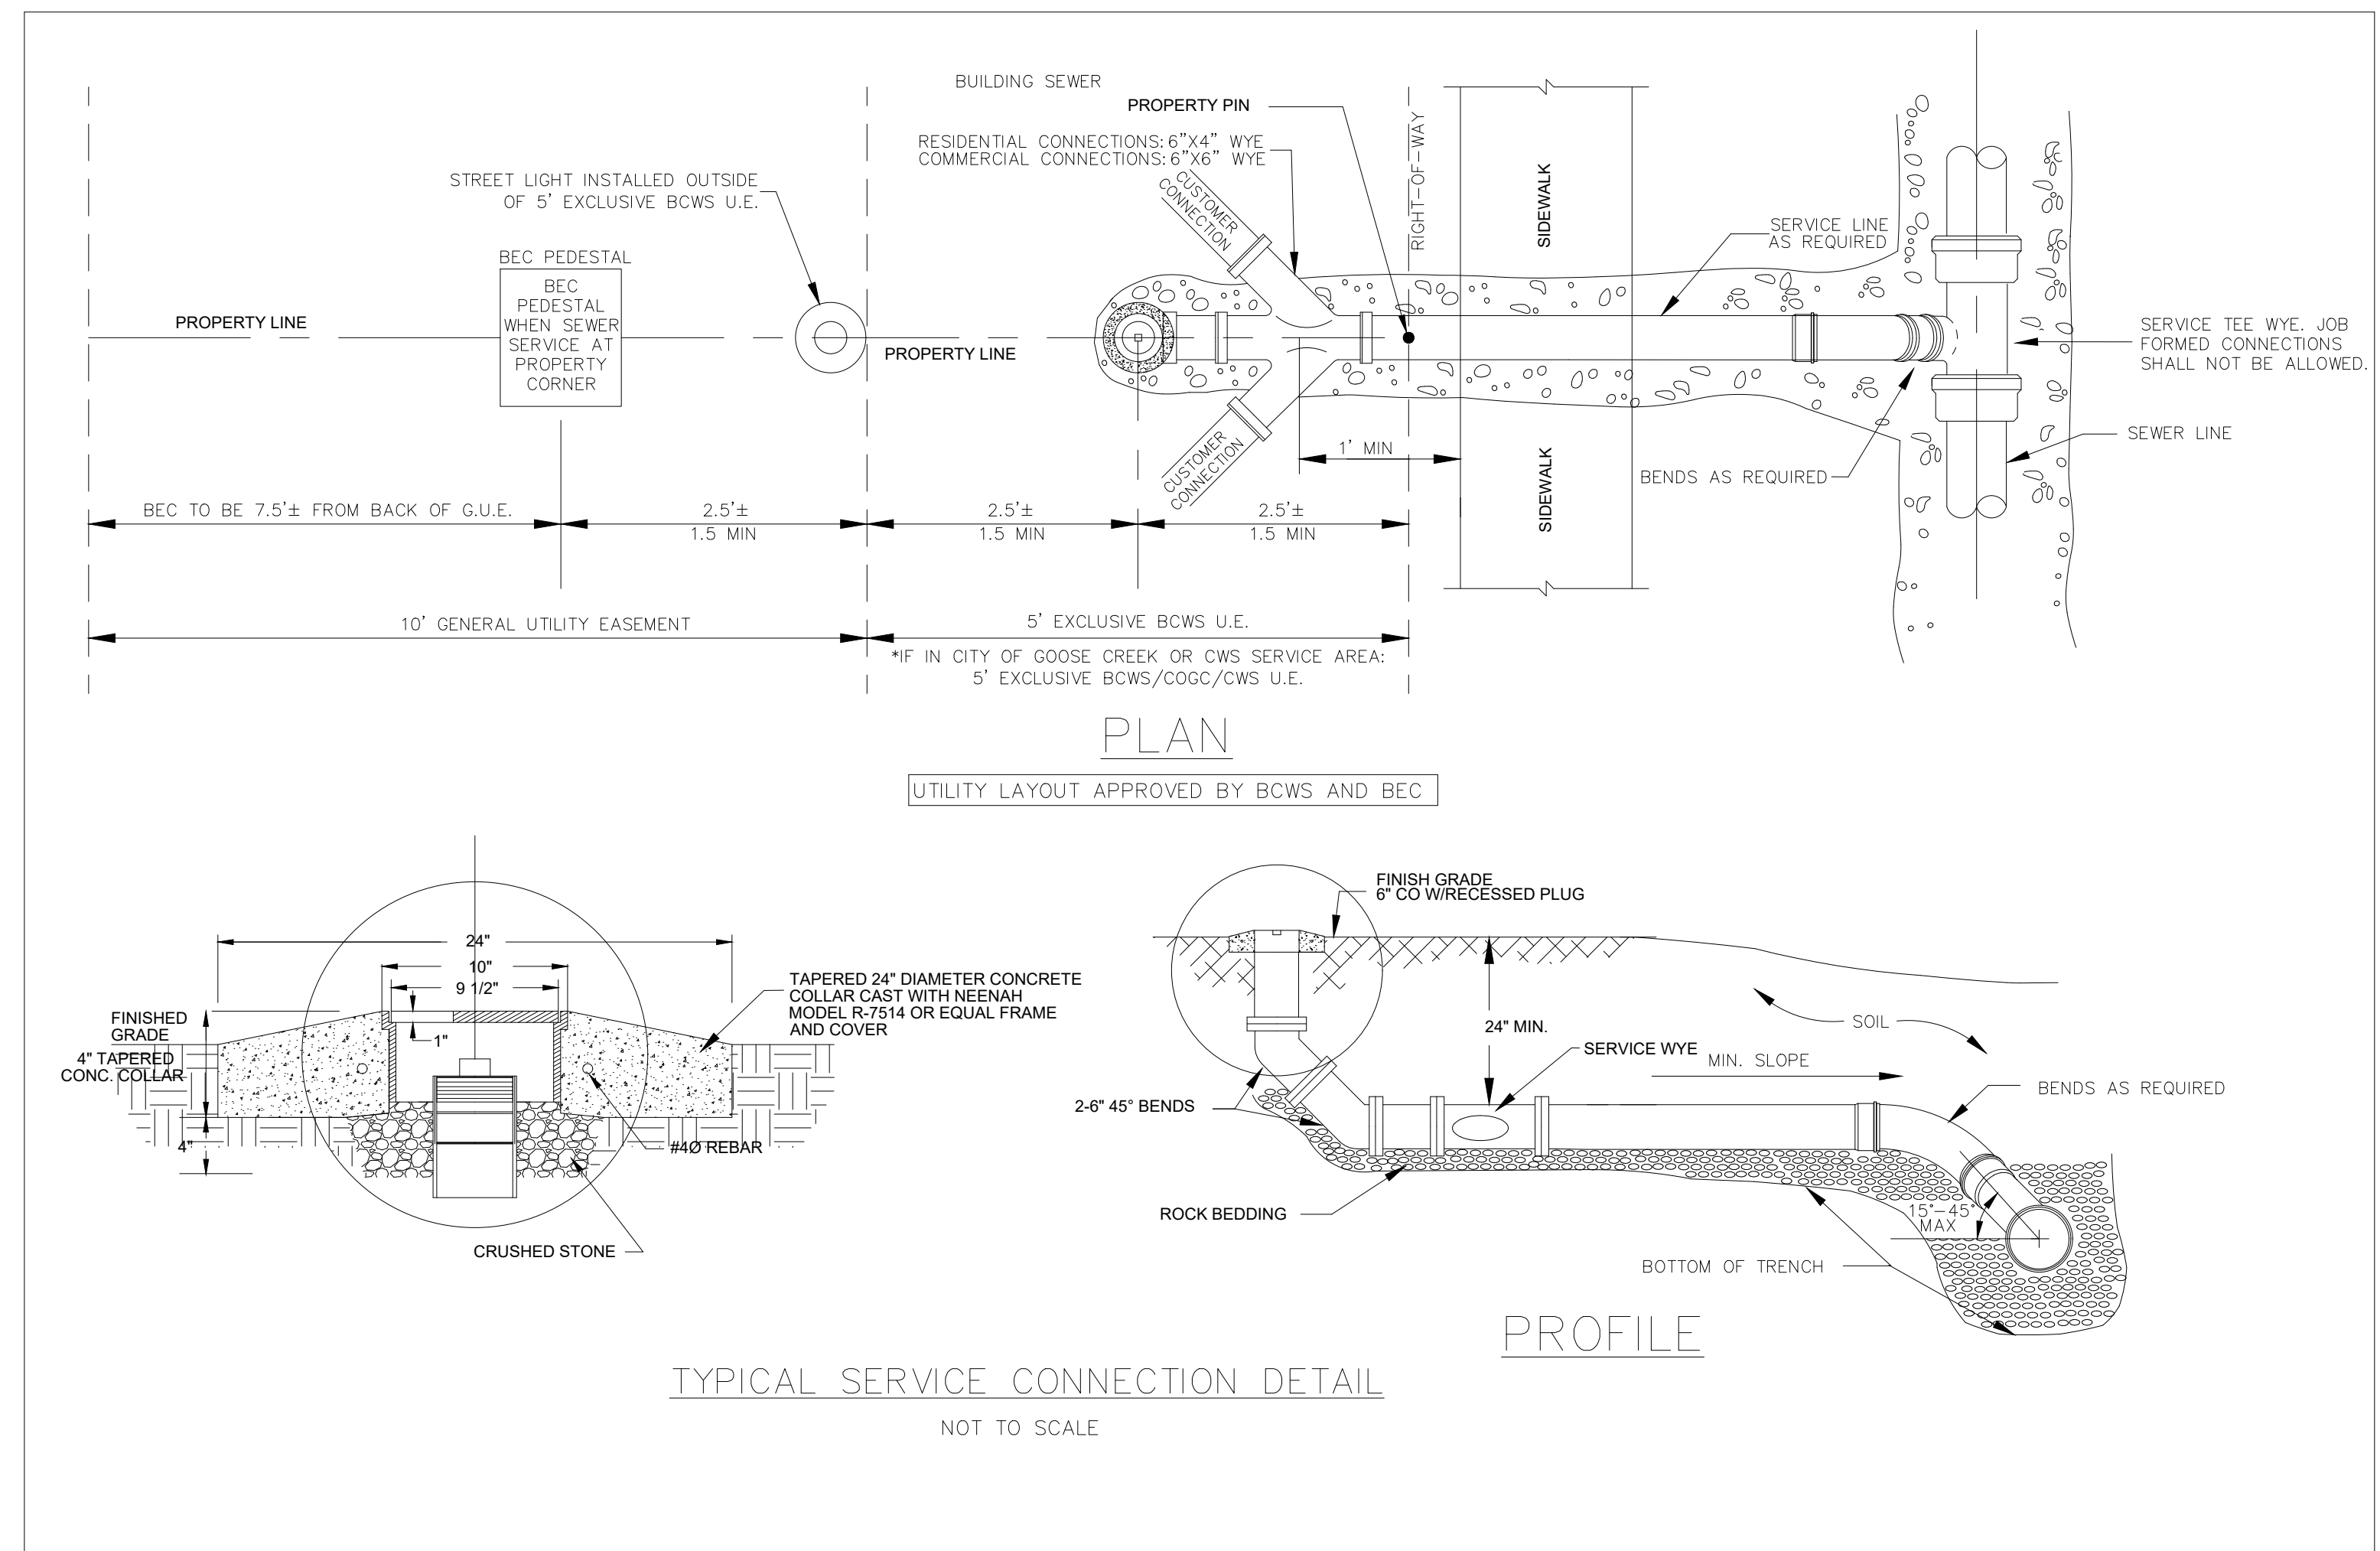 BUILDING SEWER
PROPERTY PIN
RESIDENTIAL CONNECTIONS: 6”X4” WYE
COMMERCIAL CONNECTIONS: 6”X6” WYE
RIGHT-OF-WAY
CUSTOMER
CONNECTION
SIDEWALK
STREET LIGHT INSTALLED OUTSIDE
OF 5' EXCLUSIVE BCWS U.E.
SERVICE LINE
AS REQUIRED
BEC PEDESTAL
BEC
PEDESTAL
WHEN SEWER
SERVICE AT
PROPERTY
CORNER
PROPERTY LINE
PROPERTY LINE
SERVICE TEE WYE. JOB
FORMED CONNECTIONS
SHALL NOT BE ALLOWED.
SEWER LINE
CUSTOMER
CONNECTION
1' MIN
SIDEWALK
BENDS AS REQUIRED
BEC TO BE 7.5'± FROM BACK OF G.U.E.
2.5'±
1.5 MIN
2.5'±
1.5 MIN
2.5'±
1.5 MIN
10' GENERAL UTILITY EASEMENT
5' EXCLUSIVE BCWS U.E.
*IF IN CITY OF GOOSE CREEK OR CWS SERVICE AREA:
5' EXCLUSIVE BCWS/COGC/CWS U.E.
PLAN
UTILITY LAYOUT APPROVED BY BCWS AND BEC
24"
10"
9 1/2"
1"
FINISHED
GRADE
4" TAPERED
CONC. COLLAR
4"
TAPERED 24" DIAMETER CONCRETE
COLLAR CAST WITH NEENAH
MODEL R-7514 OR EQUAL FRAME
AND COVER
#4Ø REBAR
CRUSHED STONE
FINISH GRADE
6" CO W/RECESSED PLUG
24" MIN.
SOIL
SERVICE WYE
MIN. SLOPE
BENDS AS REQUIRED
2-6" 45° BENDS
ROCK BEDDING
15°-45°
MAX
BOTTOM OF TRENCH
PROFILE
TYPICAL SERVICE CONNECTION DETAIL
NOT TO SCALE